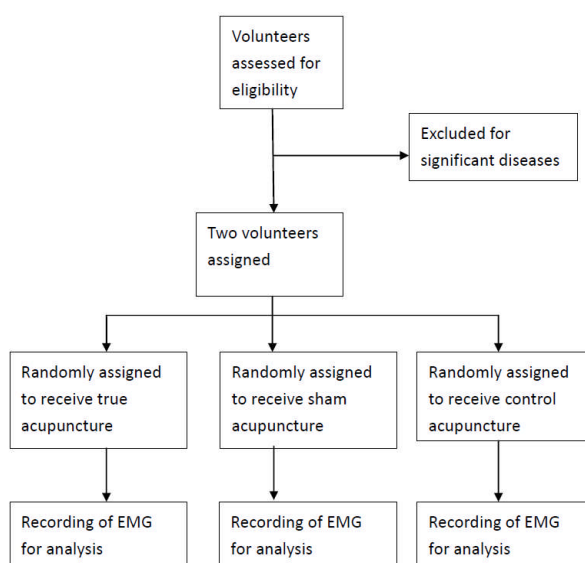 Volunteers
assessed for
eligibility
Excluded for
significant diseases
Two volunteers
assigned
Randomly assigned
to receive true
acupuncture
Randomly assigned
to receive sham
acupuncture
Randomly assigned
to receive control
acupuncture
Recording of EMG
for analysis
Recording of EMG
for analysis
Recording of EMG
for analysis